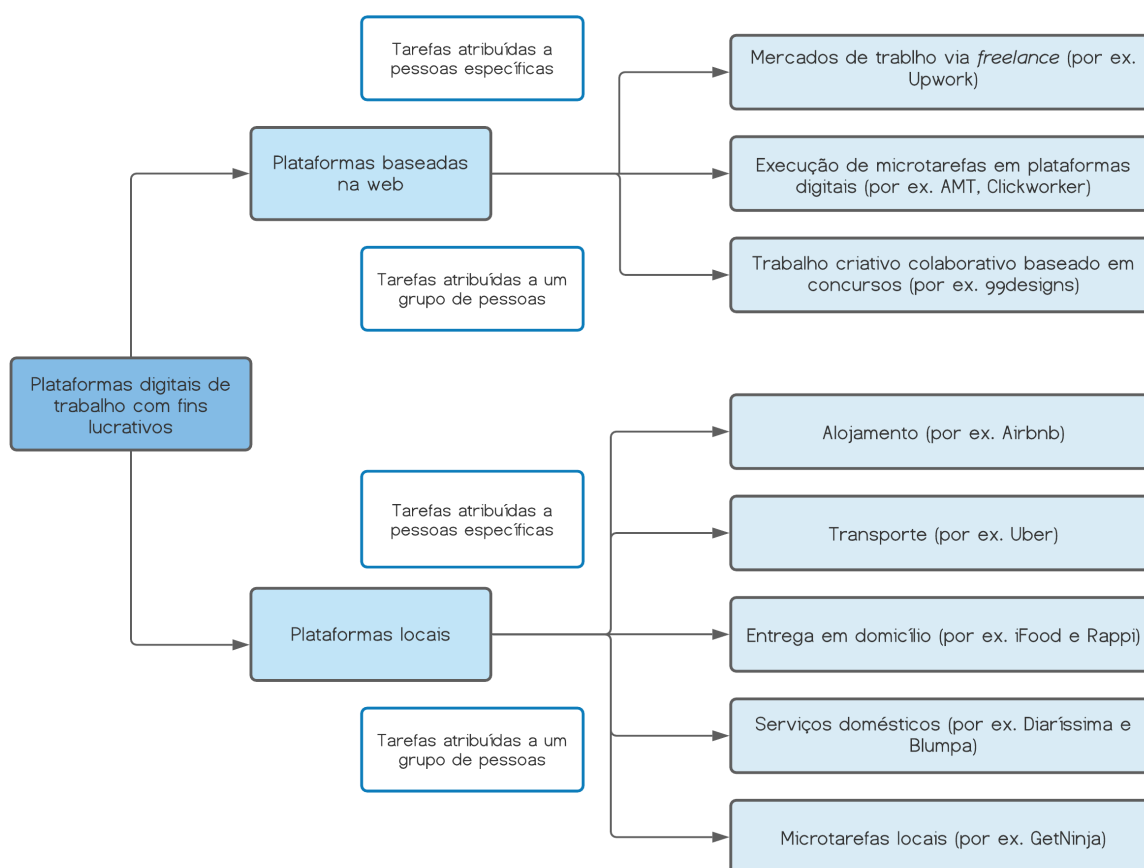 Tarefas atribuídas a
pessoas específicas
Mercados de trablho via freelance (por ex.
Upwork)
Plataformas baseadas
na web
Execução de microtarefas em plataformas
digitais (por ex. AMT, Clickworker)
Tarefas atribuídas a um
grupo de pessoas
Trabalho criativo colaborativo baseado em
concursos (por ex. 99designs)
Plataformas digitais de
trabalho com fins
lucrativos
Alojamento (por ex. Airbnb)
Tarefas atribuídas a
pessoas específicas
Transporte (por ex. Uber)
Plataformas locais
Entrega em domicílio (por ex. iFood e Rappi)
Tarefas atribuídas a um
grupo de pessoas
Serviços domésticos (por ex. Diaríssima e
Blumpa)
Microtarefas locais (por ex. GetNinja)